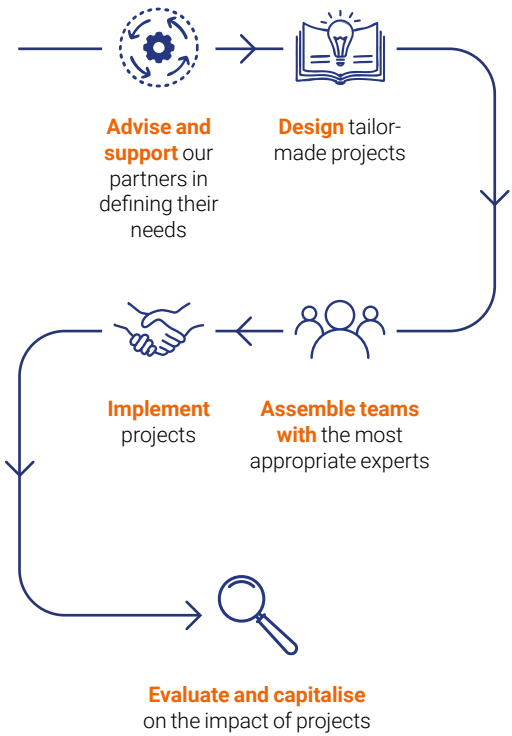 Advise and
support our
partners in
defining their
needs
Design tailor-
made projects
Assemble teams
with the most
appropriate experts
Implement
projects
Evaluate and capitalise
on the impact of projects